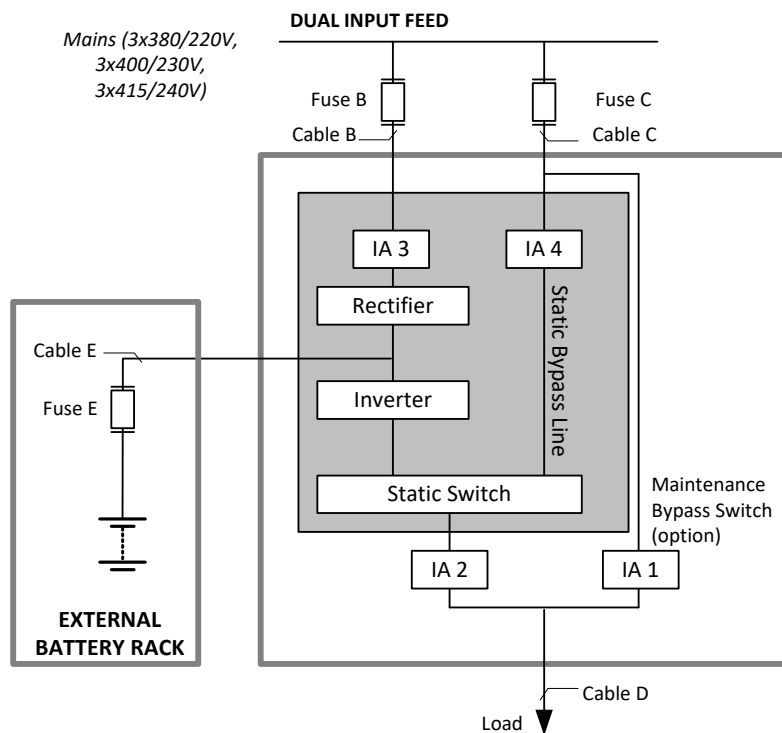 DUAL INPUT FEED
Mains (3x380/220V,
3x400/230V,
3x415/240V)
Fuse B
Fuse C
Cable B
Cable C
IA 3
IA 4
Rectifier
Static Bypass Line
Cable E
Fuse E
Inverter
Static Switch
Maintenance
Bypass Switch
(option)
IA 2
IA 1
EXTERNAL
BATTERY RACK
Cable D
Load